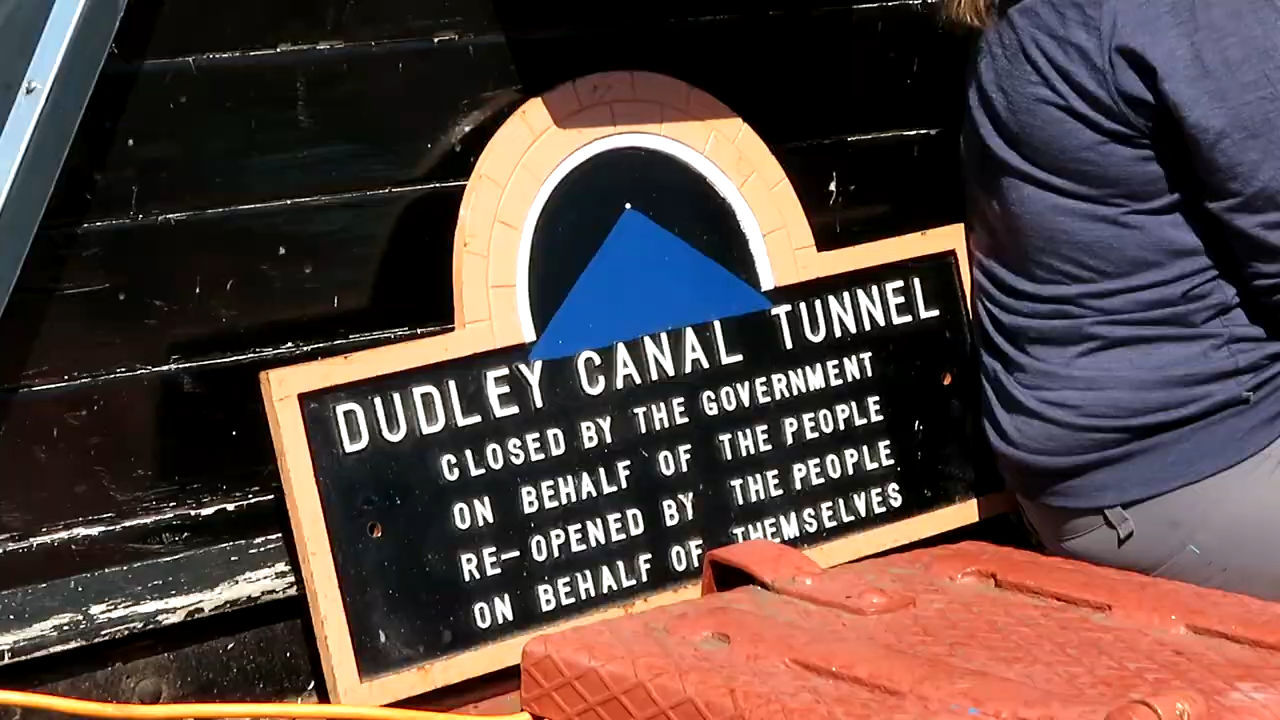 DUDLEY CANAL TUNNEL
CLOSED BY THE GOVERNMENT
ON BEHALF OF THE PEOPLE
RE-OPENED BY THE PEOPLE
ON BEHALF OF THEMSELVES